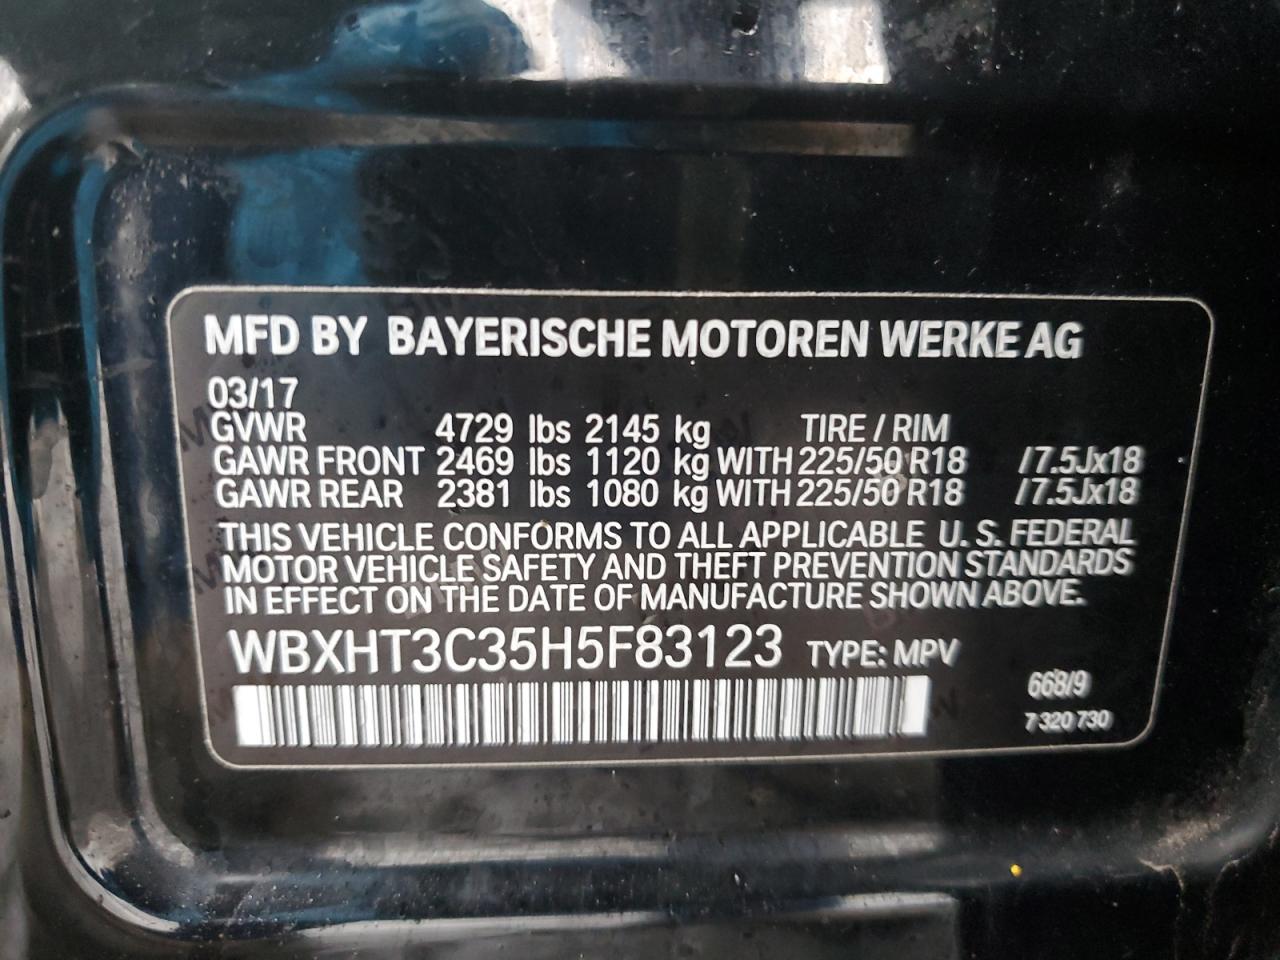 MFD BY BAYERISCHE MOTOREN WERKE AG
03/17
GVWR 4729 lbs 2145 kg TIRE / RIM
GAWR FRONT 2469 lbs 1120 kg WITH 225/50 R18 /7.5Jx18
GAWR REAR 2381 lbs 1080 kg WITH 225/50 R18 /7.5Jx18
THIS VEHICLE CONFORMS TO ALL APPLICABLE U. S. FEDERAL
MOTOR VEHICLE SAFETY AND THEFT PREVENTION STANDARDS
IN EFFECT ON THE DATE OF MANUFACTURE SHOWN ABOVE.
WBXHT3C35H5F83123 TYPE: MPV
668/9
7 320 730